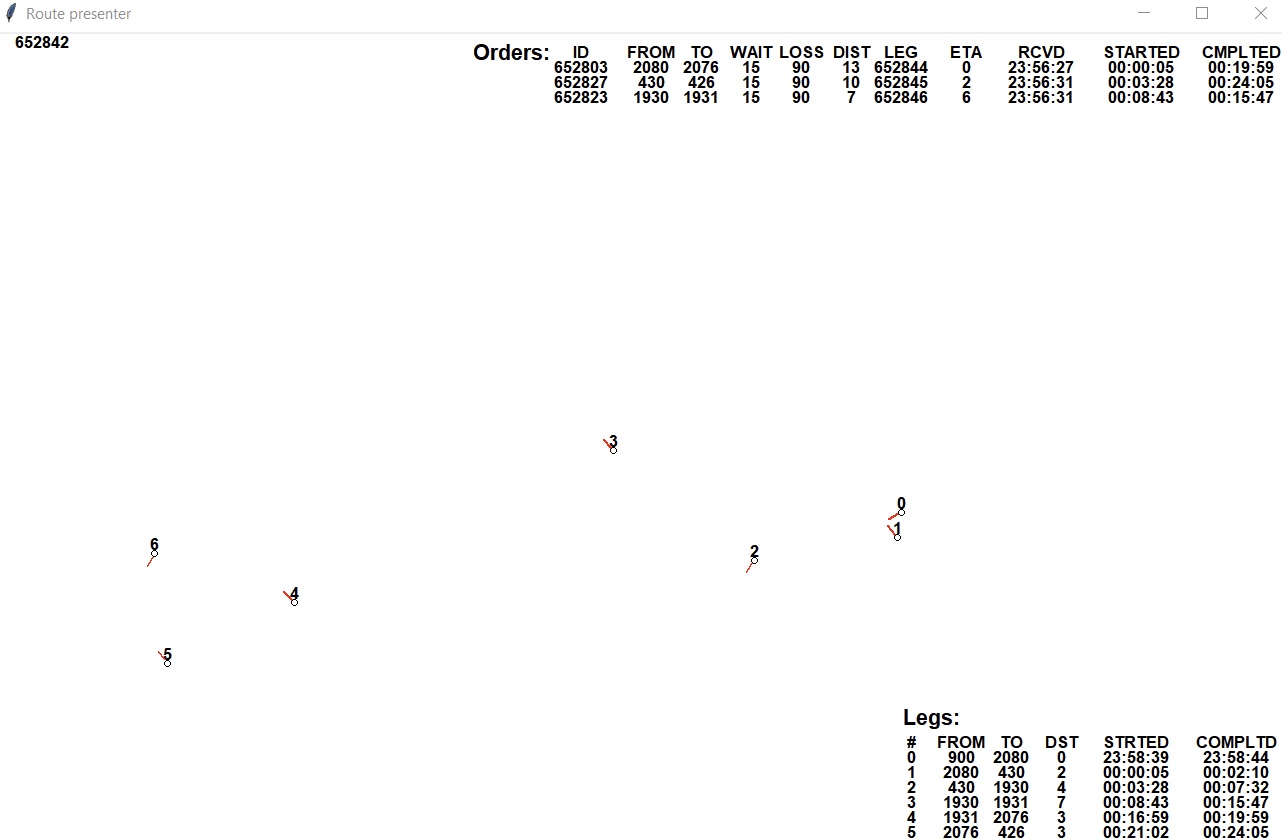 Route presenter
652842
Orders: ID FROM TO WAIT LOSS DIST LEG ETA RCVD STARTED CMPLTED
652803 2080 2076 15 90 13 652844 0 23:56:27 00:00:05 00:19:59
652827 430 426 15 90 10 652845 2 23:56:31 00:03:28 00:24:05
652823 1930 1931 15 90 7 652846 6 23:56:31 00:08:43 00:15:47
3
0
1
6
2
4
5
Legs:
# FROM TO DST STRTED COMPLTD
0 900 2080 0 23:58:39 23:58:44
1 2080 430 2 00:00:05 00:02:10
2 430 1930 4 00:03:28 00:07:32
3 1930 1931 7 00:08:43 00:15:47
4 1931 2076 3 00:16:59 00:19:59
5 2076 426 3 00:21:02 00:24:05